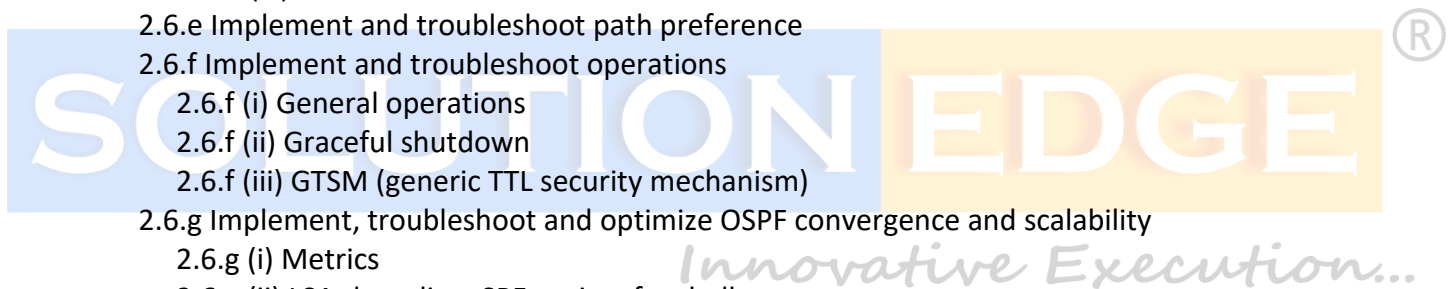 2.6.e Implement and troubleshoot path preference
2.6.f Implement and troubleshoot operations
2.6.f (i) General operations
2.6.f (ii) Graceful shutdown
2.6.f (iii) GTSM (generic TTL security mechanism)
2.6.g Implement, troubleshoot and optimize OSPF convergence and scalability
2.6.g (i) Metrics
SOLUTION EDGE ®
Innovative Execution...